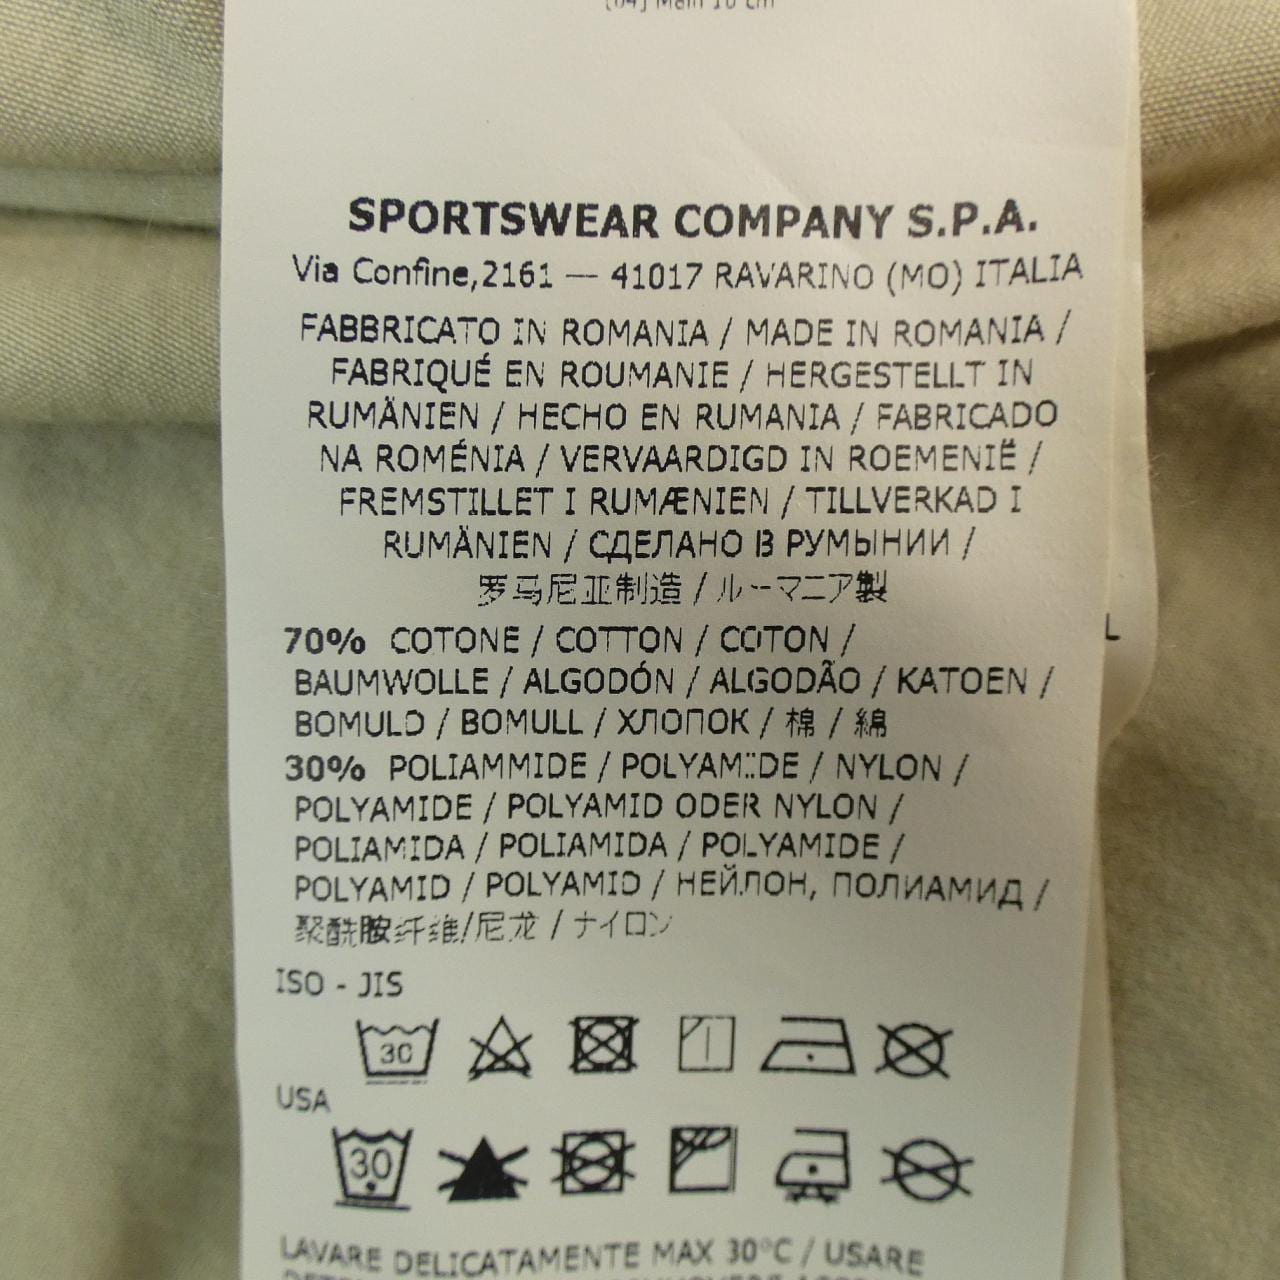 SPORTSWEAR COMPANY S.P.A.
Via Confine,2161 — 41017 RAVARINO (MO) ITALIA
FABBRICATO IN ROMANIA / MADE IN ROMANIA /
FABRIQUÉ EN ROUMANIE / HERGESTELLT IN
RUMÄNIEN / HECHO EN RUMANIA / FABRICADO
NA ROMÉNIA / VERVAARDIGD IN ROEMENIË /
FREMSTILLET I RUMÆNIEN / TILLVERKAD I
RUMÄNIEN / СДЕЛАНО В РУМЫНИИ /
罗马尼亚制造 / ルーマニア製
70% COTONE / COTTON / COTON /
BAUMWOLLE / ALGODÓN / ALGODÃO / KATOEN /
BOMULD / BOMULL / ХЛОПОК / 棉 / 綿
30% POLIAMMIDE / POLYAMIDE / NYLON /
POLYAMIDE / POLYAMID ODER NYLON /
POLIAMIDA / POLIAMIDA / POLYAMIDE /
POLYAMID / POLYAMID / НЕЙЛОН, ПОЛИАМИД /
聚酰胺纤维/尼龙 / ナイロン
L
ISO - JIS
30
USA
30
LAVARE DELICATAMENTE MAX 30°C / USARE